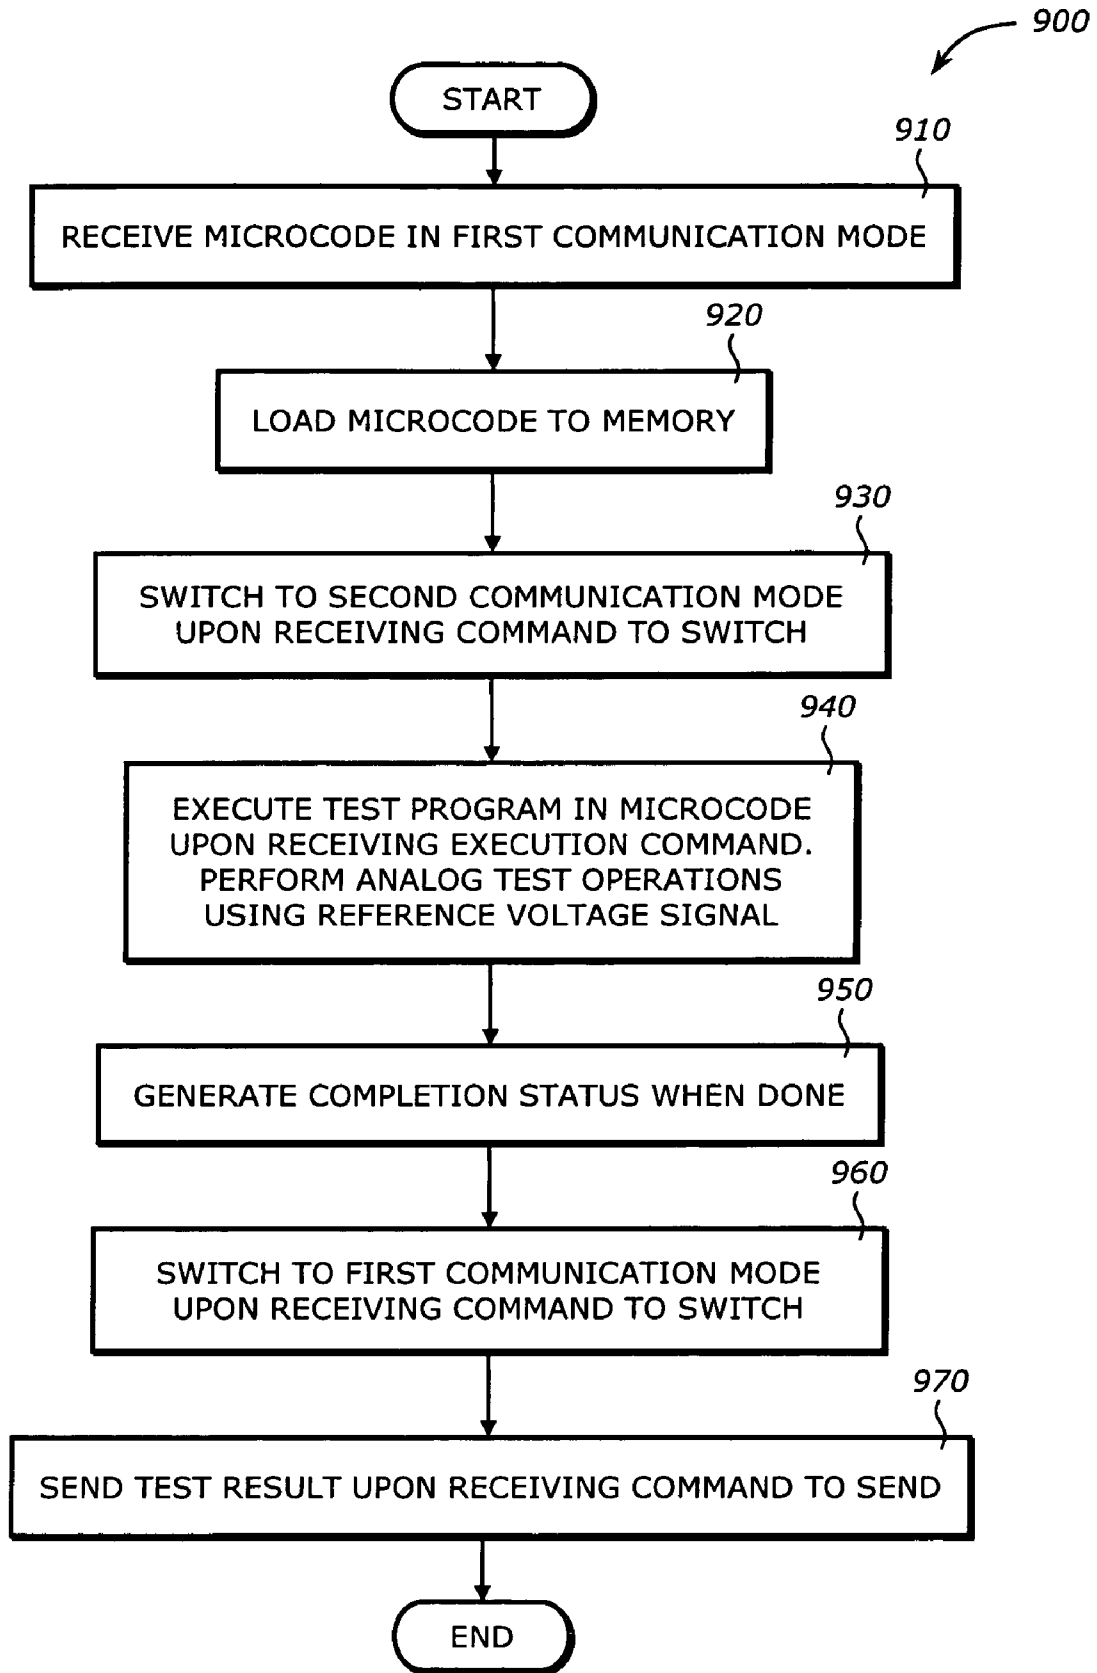 900
START
910
RECEIVE MICROCODE IN FIRST COMMUNICATION MODE
920
LOAD MICROCODE TO MEMORY
930
SWITCH TO SECOND COMMUNICATION MODE
UPON RECEIVING COMMAND TO SWITCH
940
EXECUTE TEST PROGRAM IN MICROCODE
UPON RECEIVING EXECUTION COMMAND.
PERFORM ANALOG TEST OPERATIONS
USING REFERENCE VOLTAGE SIGNAL
950
GENERATE COMPLETION STATUS WHEN DONE
960
SWITCH TO FIRST COMMUNICATION MODE
UPON RECEIVING COMMAND TO SWITCH
970
SEND TEST RESULT UPON RECEIVING COMMAND TO SEND
END